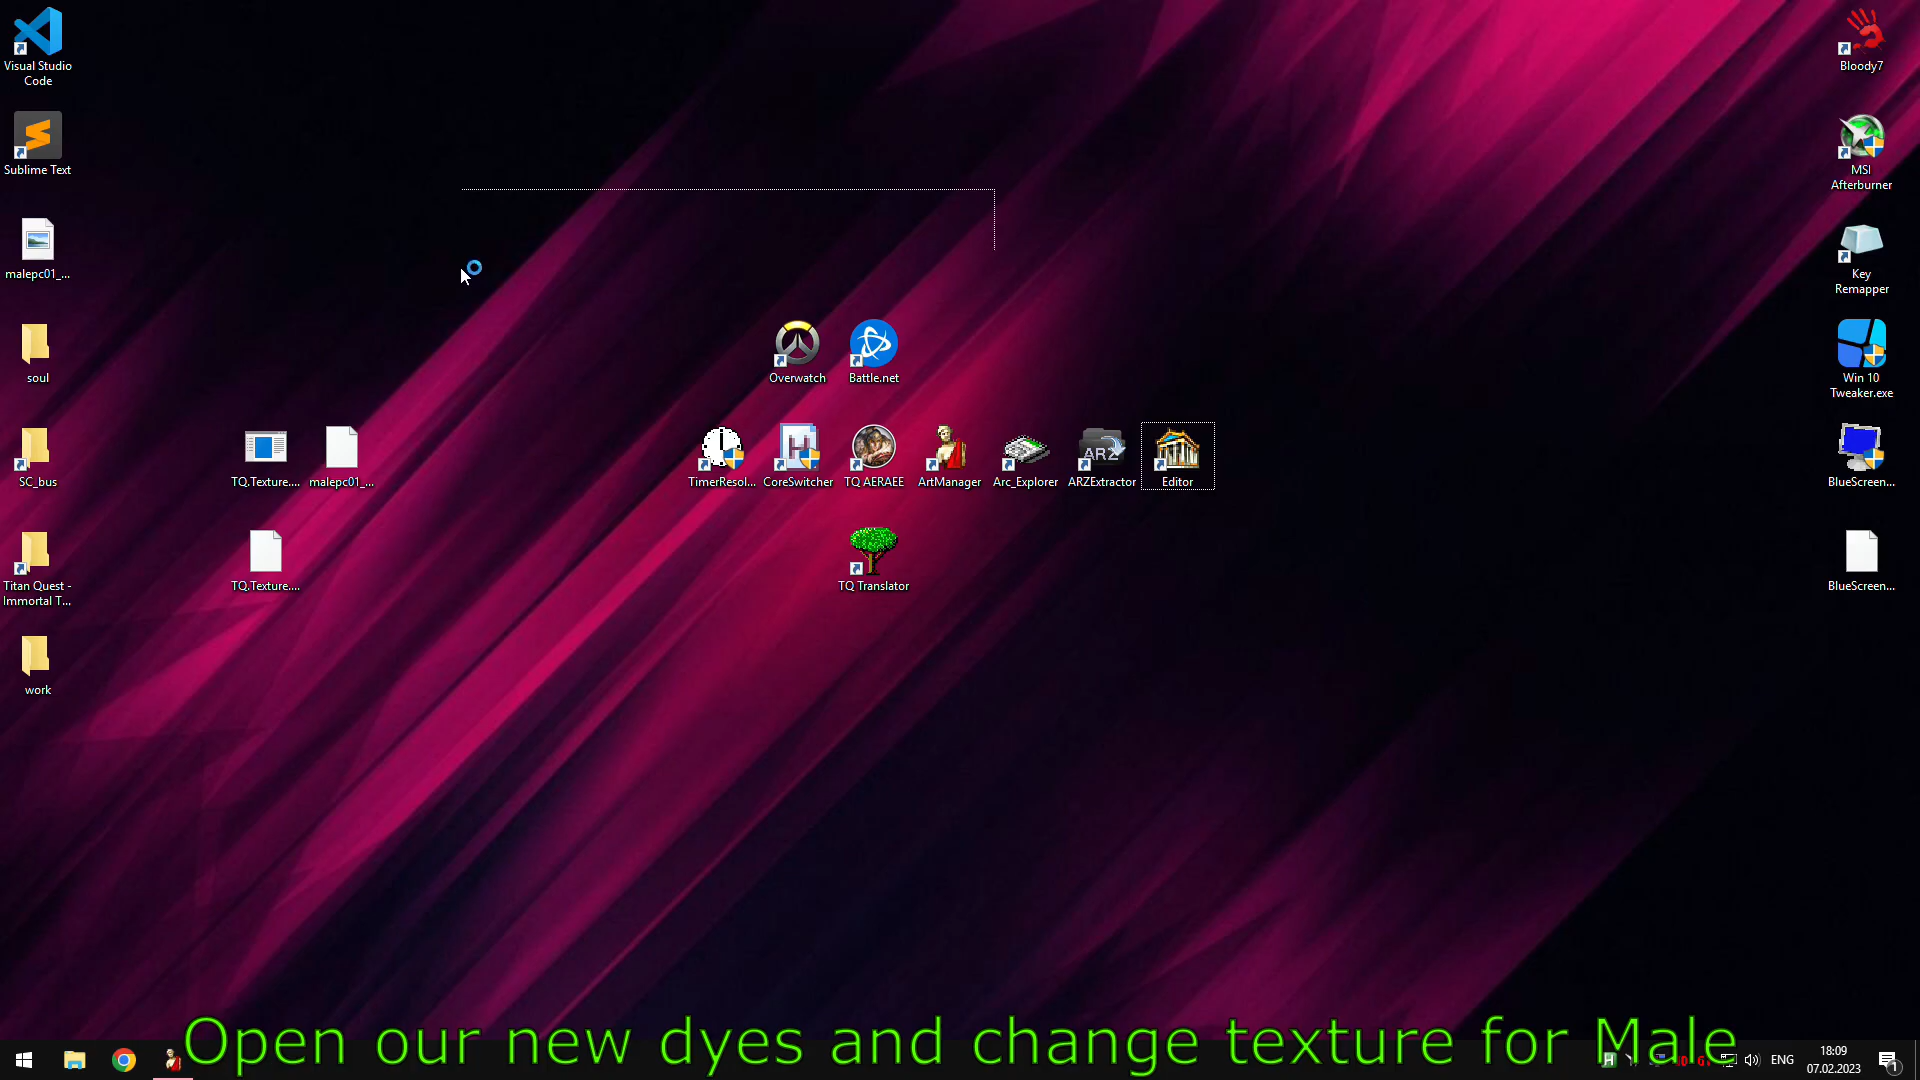 Visual Studio
Code
Sublime Text
malepc01_...
soul
SC_bus
Titan Quest -
Immortal T...
work
TQ.Texture....
malepc01_...
TQ.Texture....
Overwatch
Battle.net
TimerResol...
CoreSwitcher
TQ AERAEE
ArtManager
Arc_Explorer
ARZ
ARZExtractor
Editor
TQ Translator
Bloody7
MSI
Afterburner
Key
Remapper
Win 10
Tweaker.exe
BlueScreen...
BlueScreen...
Open our new dyes and change texture for Male
ENG
18:09
07.02.2023
1